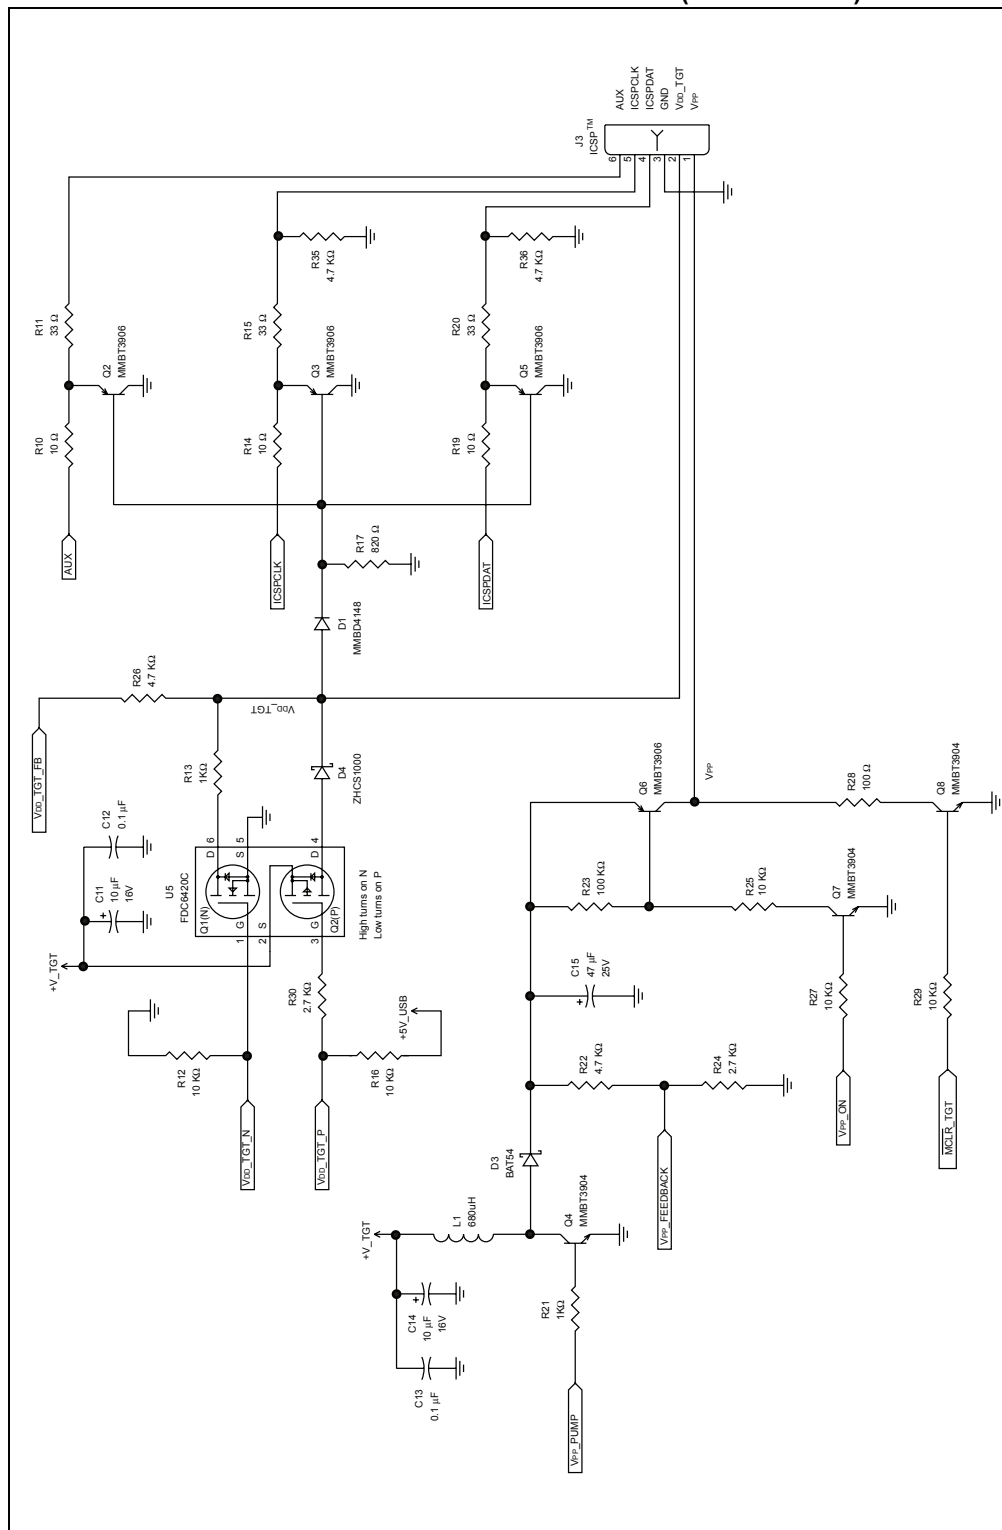 J3
ICSP™
6
5
4
3
2
1
AUX
ICSPCLK
ICSPDAT
GND
VDD_TGT
VPP
R11
33 Ω
R10
10 Ω
Q2
MMBT3906
AUX
R35
4.7 KΩ
R15
33 Ω
Q3
MMBT3906
R14
10 Ω
ICSPCLK
R36
4.7 KΩ
R20
33 Ω
Q5
MMBT3906
R19
10 Ω
ICSPDAT
R17
820 Ω
D1
MMBD4148
R26
4.7 KΩ
VDD_TGT_FB
VDD_TGT
R13
1KΩ
D4
ZHCS1000
C12
0.1 µF
C11
10 µF
16V
+V_TGT
U5
FDC6420C
Q1(N)
Q2(P)
D
6
S
5
D
4
G
1
S
2
G
3
High turns on N
Low turns on P
R30
2.7 KΩ
+5V_USB
R12
10 KΩ
R16
10 KΩ
VDD_TGT_N
VDD_TGT_P
Q6
MMBT3906
VPP
R28
100 Ω
Q8
MMBT3904
R23
100 KΩ
R25
10 KΩ
Q7
MMBT3904
C15
47 µF
25V
R27
10 KΩ
R29
10 KΩ
R22
4.7 KΩ
R24
2.7 KΩ
VPP_ON
MCLR_TGT
D3
BAT54
VPP_FEEDBACK
+V_TGT
L1
680uH
Q4
MMBT3904
C14
10 µF
16V
C13
0.1 µF
R21
1KΩ
VPP_PUMP